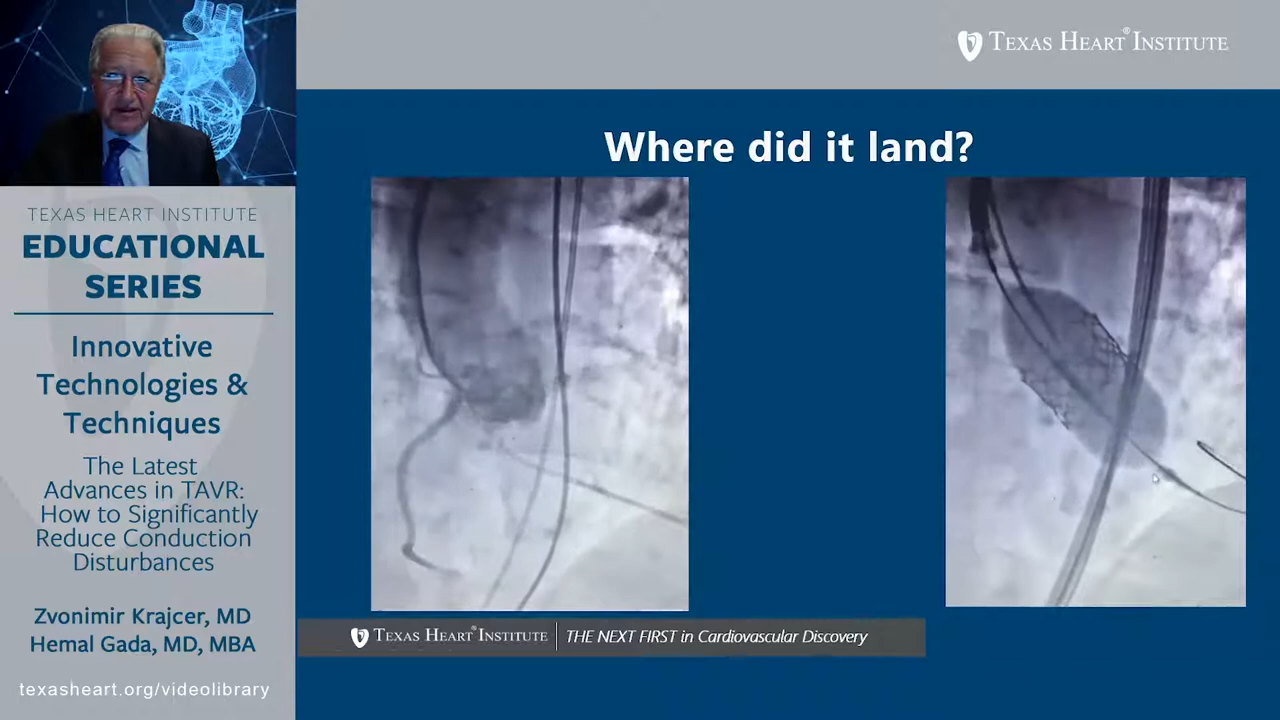 TEXAS HEART® INSTITUTE
Where did it land?
TEXAS HEART INSTITUTE
EDUCATIONAL
SERIES
Innovative
Technologies &
Techniques
The Latest
Advances in TAVR:
How to Significantly
Reduce Conduction
Disturbances
Zvonimir Krajcer, MD
Hemal Gada, MD, MBA
texasheart.org/videolibrary
TEXAS HEART® INSTITUTE THE NEXT FIRST in Cardiovascular Discovery